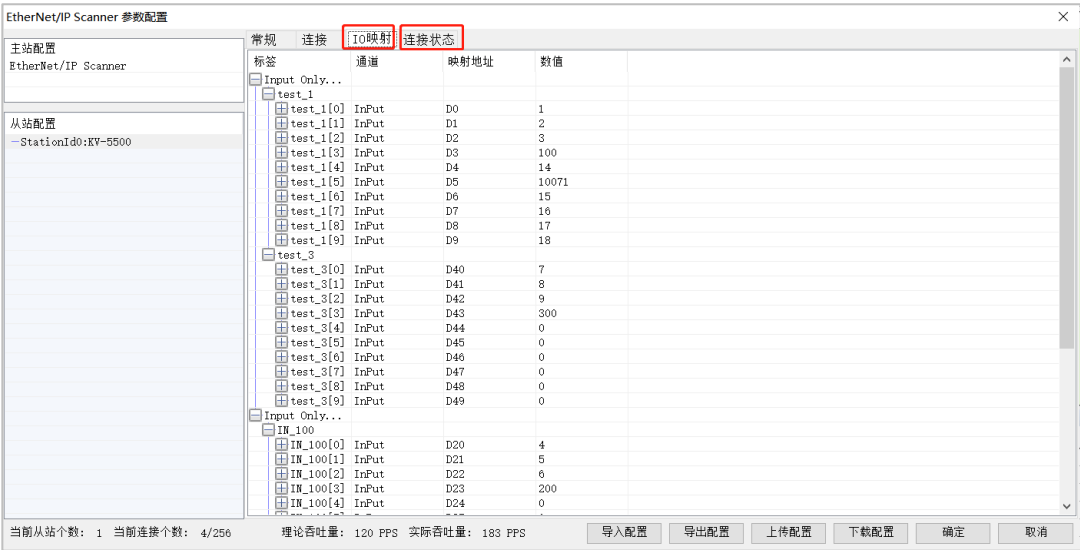 EtherNet/IP Scanner 参数配置
主站配置
EtherNet/IP Scanner
从站配置
StationId0:KV-5500
常规 连接 IO映射 连接状态
标签 通道 映射地址 数值
Input Only...
test_1
test_1[0] InPut D0 1
test_1[1] InPut D1 2
test_1[2] InPut D2 3
test_1[3] InPut D3 100
test_1[4] InPut D4 14
test_1[5] InPut D5 10071
test_1[6] InPut D6 15
test_1[7] InPut D7 16
test_1[8] InPut D8 17
test_1[9] InPut D9 18
test_3
test_3[0] InPut D40 7
test_3[1] InPut D41 8
test_3[2] InPut D42 9
test_3[3] InPut D43 300
test_3[4] InPut D44 0
test_3[5] InPut D45 0
test_3[6] InPut D46 0
test_3[7] InPut D47 0
test_3[8] InPut D48 0
test_3[9] InPut D49 0
Input Only...
IN_100
IN_100[0] InPut D20 4
IN_100[1] InPut D21 5
IN_100[2] InPut D22 6
IN_100[3] InPut D23 200
IN_100[4] InPut D24 0
当前从站个数: 1 当前连接个数: 4/256 理论吞吐量: 120 PPS 实际吞吐量: 183 PPS 导入配置 导出配置 上传配置 下载配置 确定 取消